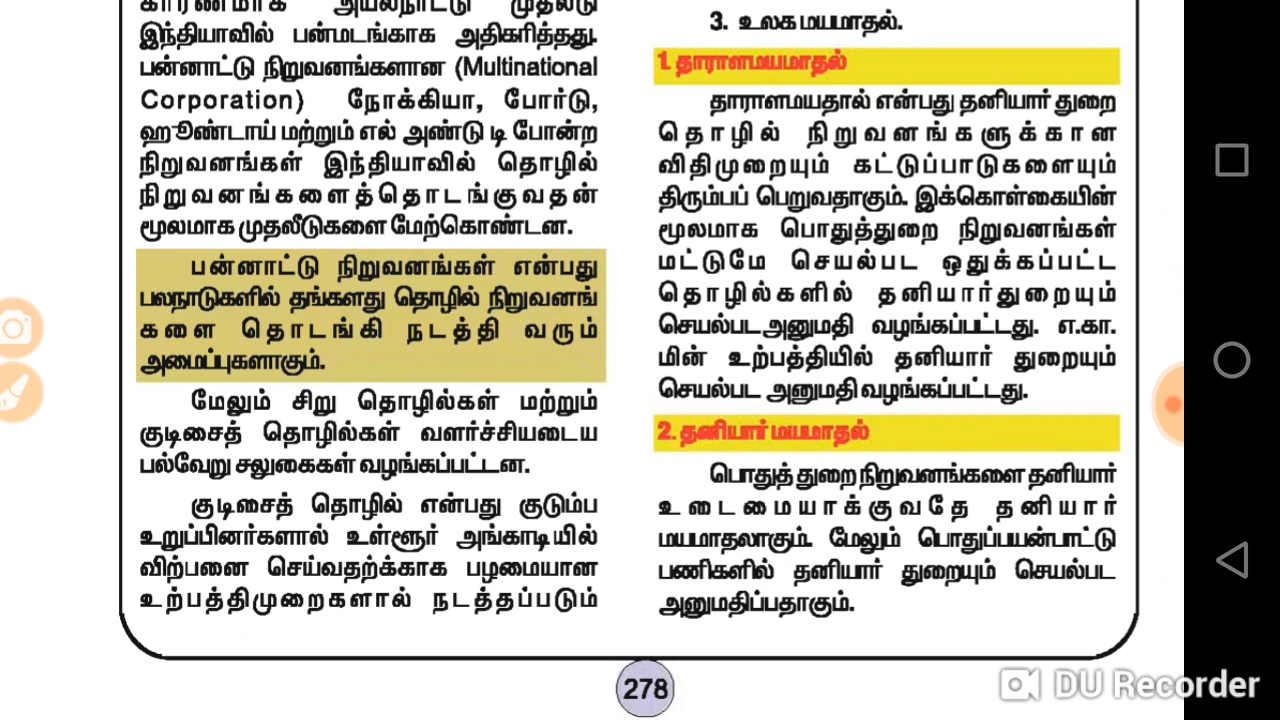 காரணமாக அயல்நாட்டு முதலீடு
இந்தியாவில் பன்மடங்காக அதிகரித்தது.
பன்னாட்டு நிறுவனங்களான (Multinational
Corporation) நோக்கியா, போர்டு,
ஹூண்டாய் மற்றும் எல் அண்டு டி போன்ற
நிறுவனங்கள் இந்தியாவில் தொழில்
நிறுவனங்களைத்தொடங்குவதன்
மூலமாக முதலீடுகளை மேற்கொண்டன.
பன்னாட்டு நிறுவனங்கள் என்பது
பலநாடுகளில் தங்களது தொழில் நிறுவனங்
களை தொடங்கி நடத்தி வரும்
அமைப்புகளாகும்.
மேலும் சிறு தொழில்கள் மற்றும்
குடிசைத் தொழில்கள் வளர்ச்சியடைய
பல்வேறு சலுகைகள் வழங்கப்பட்டன.
குடிசைத் தொழில் என்பது குடும்ப
உறுப்பினர்களால் உள்ளூர் அங்காடியில்
விற்பனை செய்வதற்க்காக பழமையான
உற்பத்திமுறைகளால் நடத்தப்படும்
3. உலக மயமாதல்.
1. தாராளமயமாதல்
தாராளமயதால் என்பது தனியார் துறை
தொழில் நிறுவனங்களுக்கான
விதிமுறையும் கட்டுப்பாடுகளையும்
திரும்பப் பெறுவதாகும். இக்கொள்கையின்
மூலமாக பொதுத்துறை நிறுவனங்கள்
மட்டுமே செயல்பட ஒதுக்கப்பட்ட
தொழில்களில் தனியார்துறையும்
செயல்பட அனுமதி வழங்கப்பட்டது. எ.கா.
மின் உற்பத்தியில் தனியார் துறையும்
செயல்பட அனுமதி வழங்கப்பட்டது.
2. தனியார் மயமாதல்
பொதுத் துறை நிறுவனங்களை தனியார்
உடைமையாக்குவதே தனியார்
மயமாதலாகும். மேலும் பொதுப்பயன்பாட்டு
பணிகளில் தனியார் துறையும் செயல்பட
அனுமதிப்பதாகும்.
278
DU Recorder